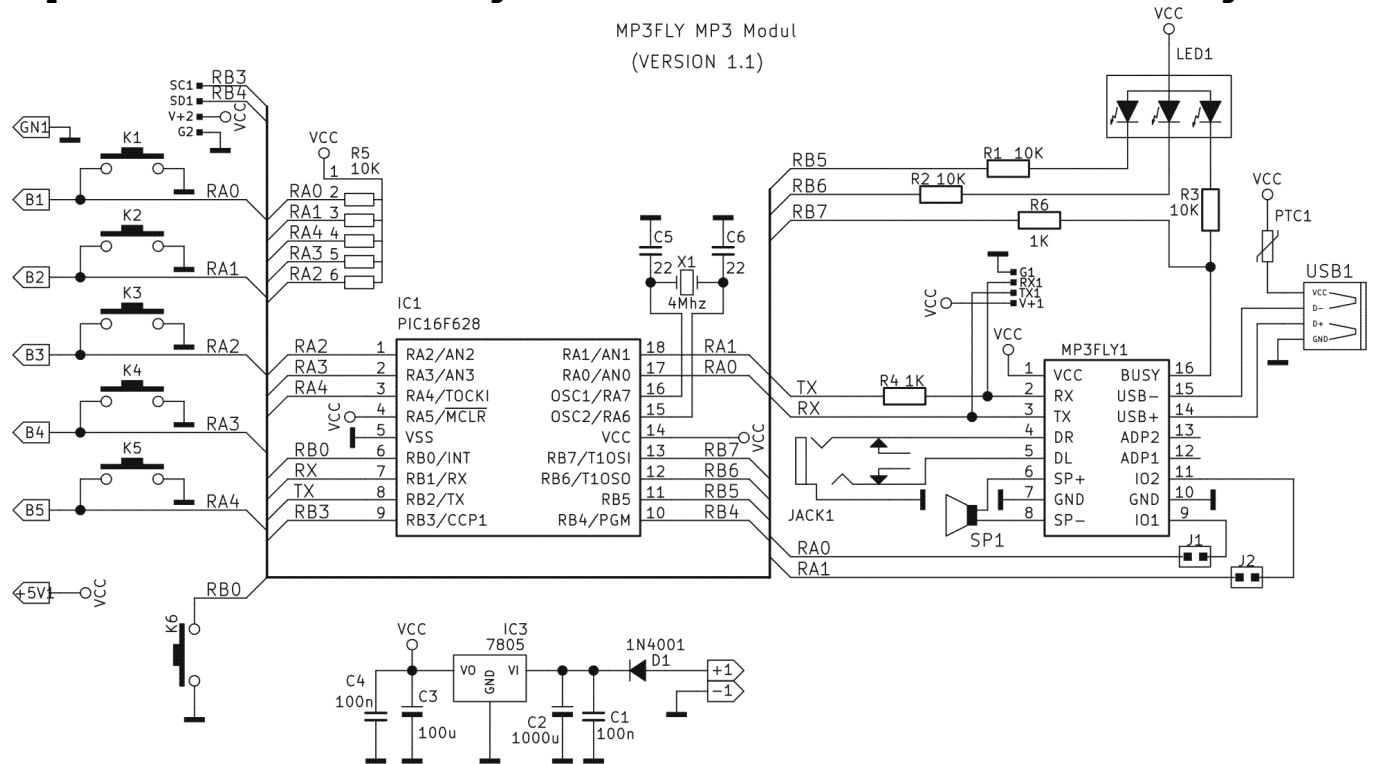 MP3FLY MP3 Modul
(VERSION 1.1)
VCC
LED1
SC1 RB3
SD1 RB4
V+2 VCC
G2
GN1
K1
B1 RA0
K2
B2 RA1
K3
B3 RA2
K4
B4 RA3
K5
B5 RA4
+5V1 VCC
K6
RB0
VCC
1
R5
10K
RA0 2
RA1 3
RA4 4
RA3 5
RA2 6
C5
22
C6
22
X1
4Mhz
IC1
PIC16F628
RA2 1 RA2/AN2 RA1/AN1 18 RA1
RA3 2 RA3/AN3 RA0/AN0 17 RA0
RA4 3 RA4/TOCKI OSC1/RA7 16
VCC 4 RA5/MCLR OSC2/RA6 15
5 VSS VCC 14 VCC
RB0 6 RB0/INT RB7/T1OSI 13 RB7
RX 7 RB1/RX RB6/T1OSO 12 RB6
TX 8 RB2/TX RB5 11 RB5
RB3 9 RB3/CCP1 RB4/PGM 10 RB4
RB5 R1 10K
RB6 R2 10K
RB7 R6
1K
R3
10K
VCC
PTC1
USB1
VCC
D-
D+
GND
G1
RX1
TX1
VCC V+1
VCC
MP3FLY1
1 VCC BUSY 16
TX R4 1K 2 RX USB- 15
RX 3 TX USB+ 14
4 DR ADP2 13
5 DL ADP1 12
6 SP+ IO2 11
7 GND GND 10
8 SP- IO1 9
JACK1
SP1
RA0 J1
RA1 J2
VCC
IC3
7805
VO VI
GND
C4
100n
C3
100u
C2
1000u
C1
100n
1N4001
D1
+1
-1